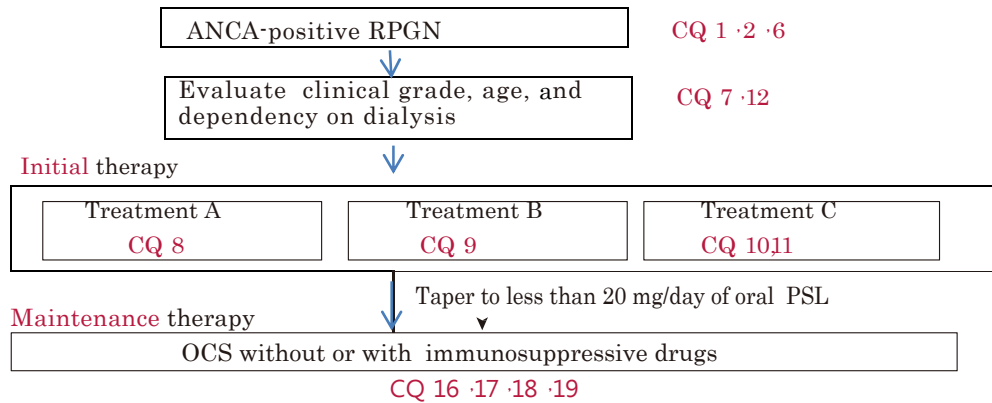 ANCA-positive RPGN
CQ 1 ·2 ·6
Evaluate clinical grade, age, and
dependency on dialysis
CQ 7 ·12
Initial therapy
Treatment A
CQ 8
Treatment B
CQ 9
Treatment C
CQ 10,11
Taper to less than 20 mg/day of oral PSL
Maintenance therapy
OCS without or with immunosuppressive drugs
CQ 16 ·17 ·18 ·19